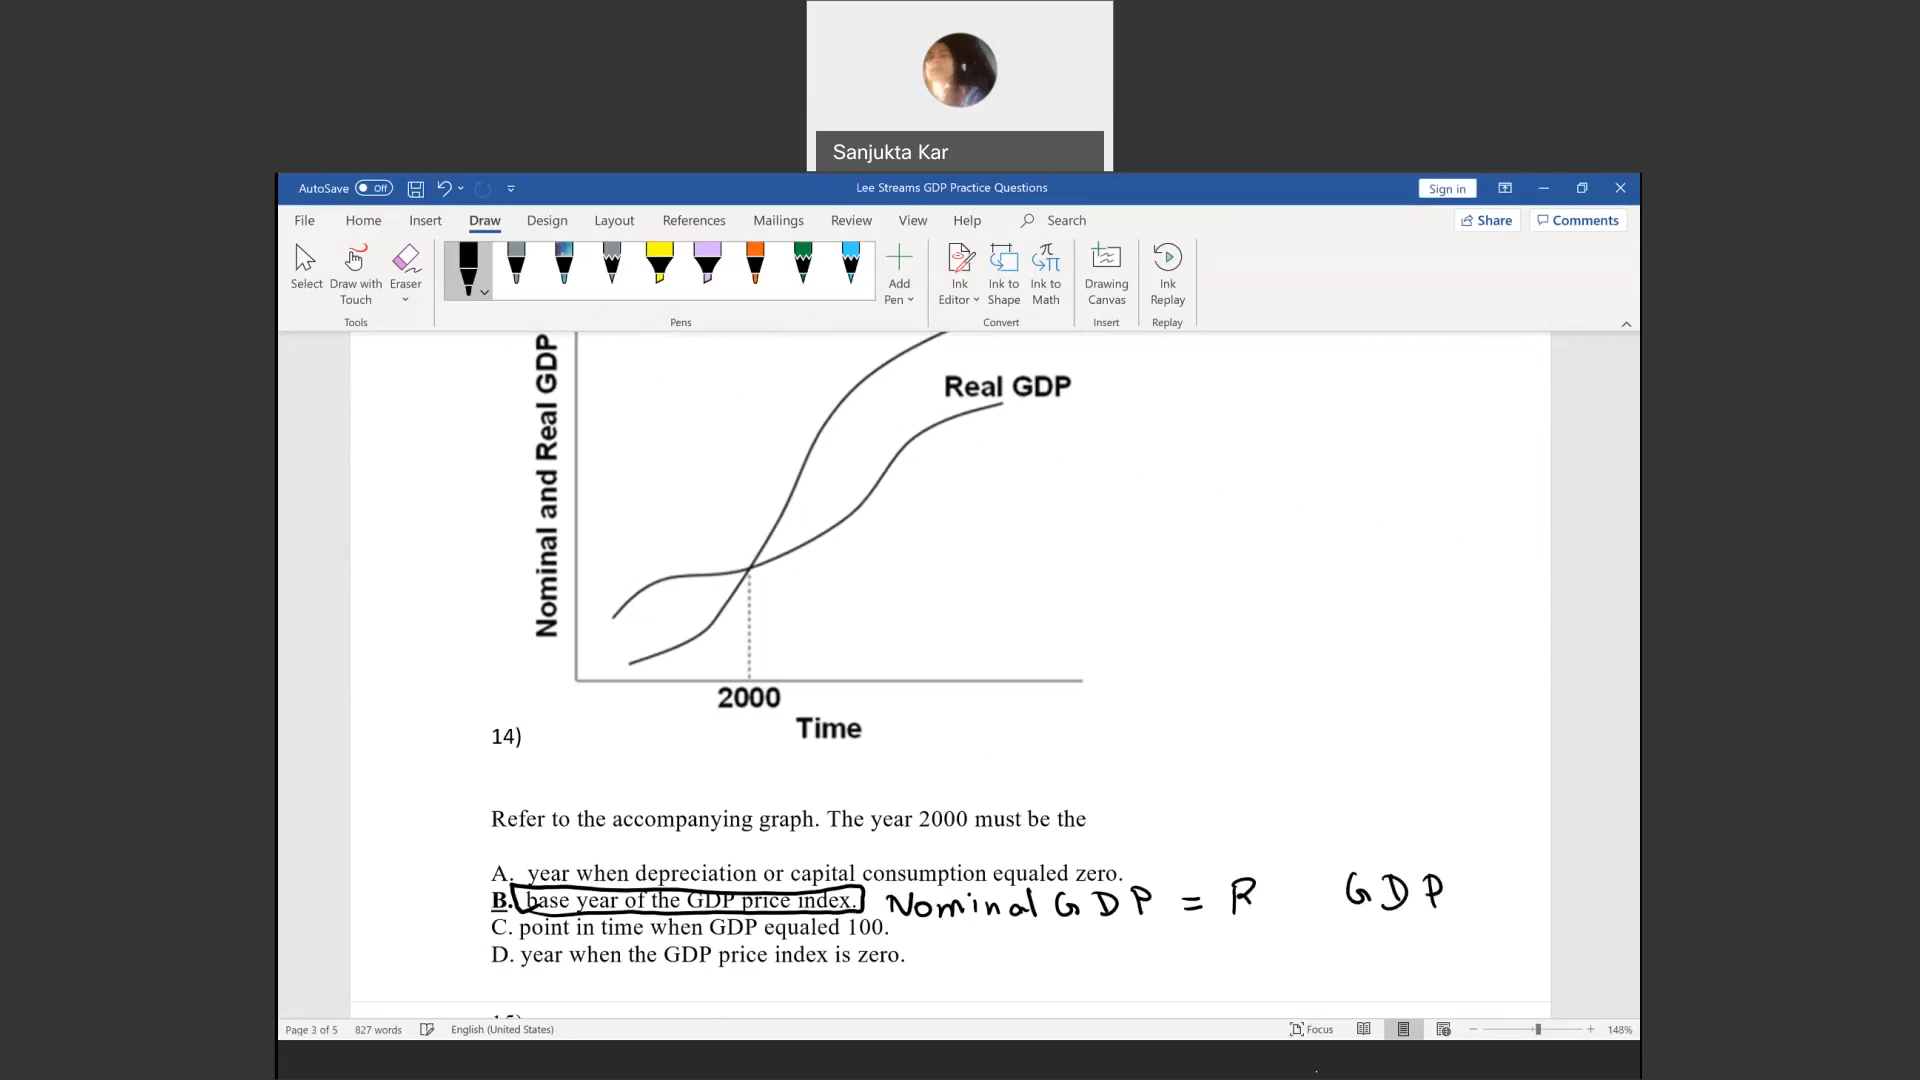 Sanjukta Kar
AutoSave Off Lee Streams GDP Practice Questions Sign in
File Home Insert Draw Design Layout References Mailings Review View Help Search Share Comments
Select Draw with Touch Eraser Add Pen Ink Editor Ink to Shape Ink to Math Drawing Canvas Ink Replay
Tools Pens Convert Insert Replay
Nominal and Real GDP
Real GDP
2000
Time
14)
Refer to the accompanying graph. The year 2000 must be the
A. year when depreciation or capital consumption equaled zero.
B. base year of the GDP price index. Nominal GDP = R GDP
C. point in time when GDP equaled 100.
D. year when the GDP price index is zero.
Page 3 of 5 827 words English (United States) Focus 148%